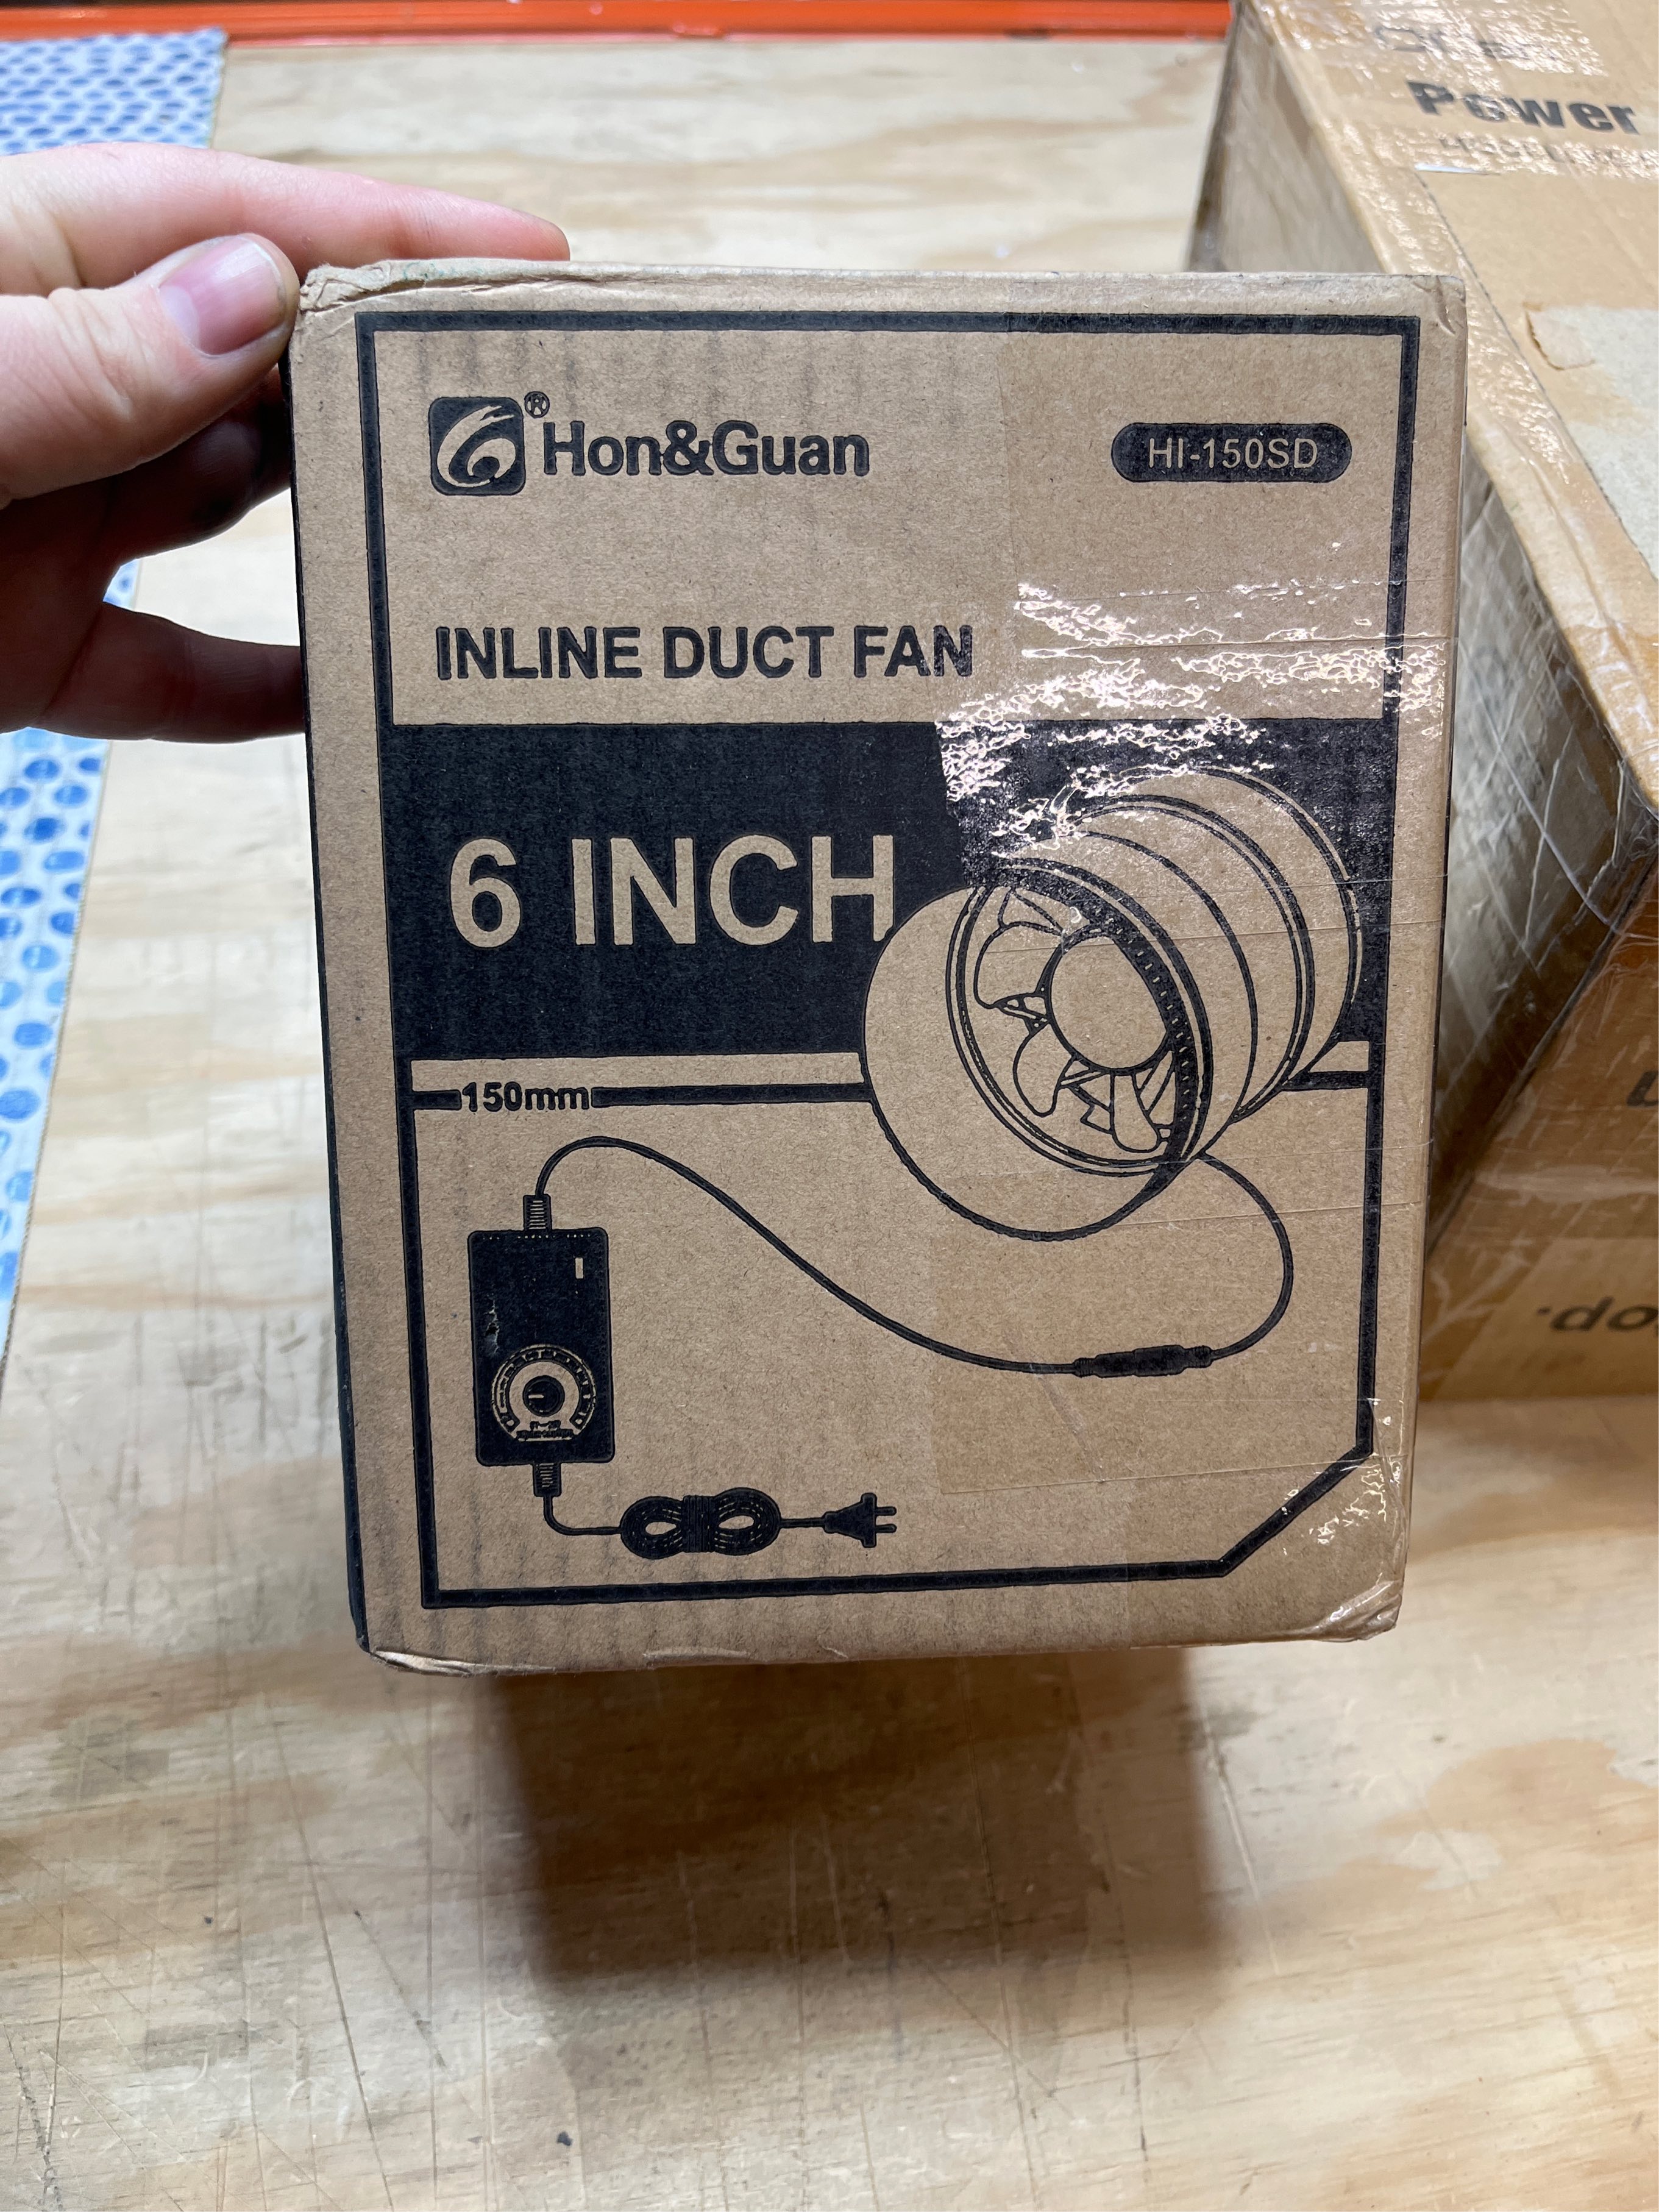 Power
® Hon&Guan
HI-150SD
INLINE DUCT FAN
6 INCH
150mm